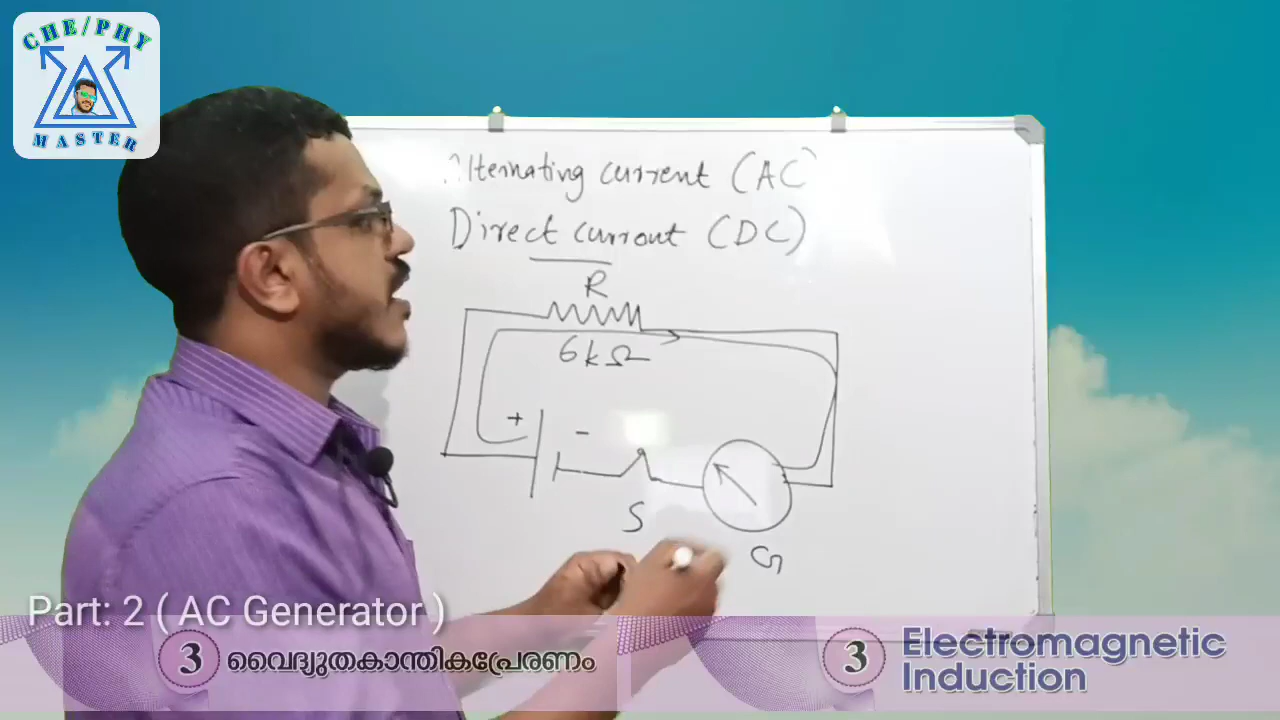 CHE/PHY
MASTER
Alternating current (AC)
Direct current (DC)
R
6kΩ
+
-
S
G
Part: 2 ( AC Generator )
3 വൈദ്യുതകാന്തികപ്രേരണം
3 Electromagnetic
Induction